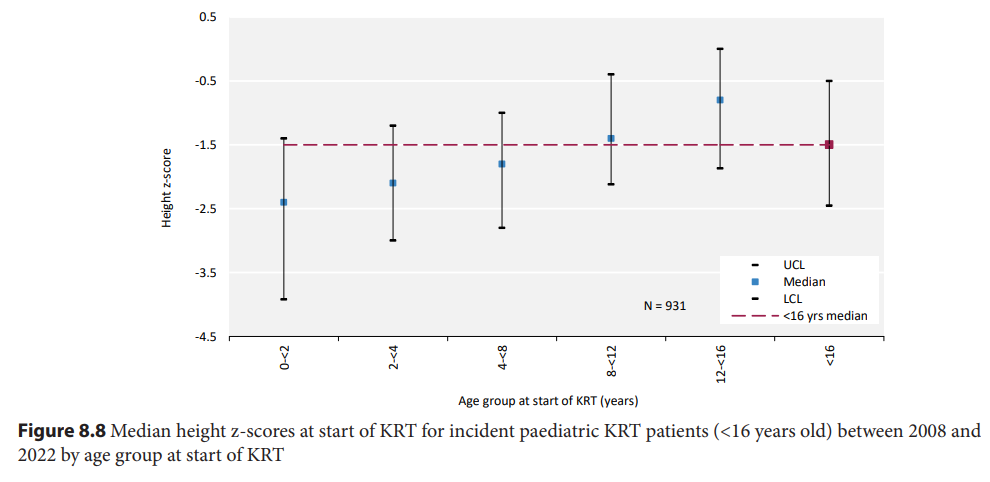 0.5
-0.5
-1.5
-2.5
-3.5
-4.5
Height z-score
UCL
Median
LCL
<16 yrs median
N = 931
0-<2
2-<4
4-<8
8-<12
12-<16
<16
Age group at start of KRT (years)
Figure 8.8 Median height z-scores at start of KRT for incident paediatric KRT patients (<16 years old) between 2008 and
2022 by age group at start of KRT